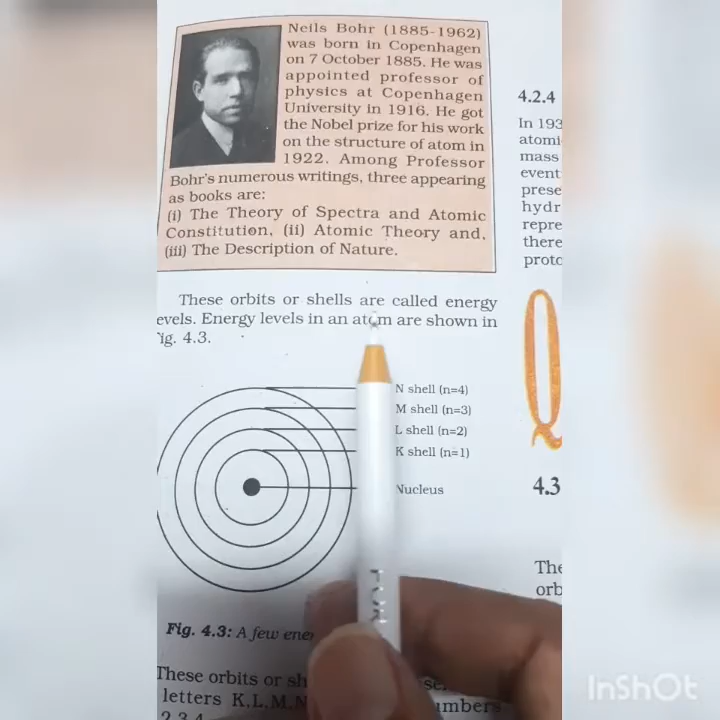 Neils Bohr (1885-1962)
was born in Copenhagen
on 7 October 1885. He was
appointed professor of
physics at Copenhagen
University in 1916. He got
the Nobel prize for his work
on the structure of atom in
1922. Among Professor
Bohr's numerous writings, three appearing
as books are:
(i) The Theory of Spectra and Atomic
Constitution, (ii) Atomic Theory and,
(iii) The Description of Nature.
These orbits or shells are called energy
evels. Energy levels in an atom are shown in
ig. 4.3.
N shell (n=4)
M shell (n=3)
L shell (n=2)
K shell (n=1)
Nucleus
Fig. 4.3: A few ene
These orbits or sh
letters K,L,M,N
umbers
4.2.4
In 193
atomi
mass
event
prese
hydr
repre
there
proto
Q
4.3
The
orb
InShOt